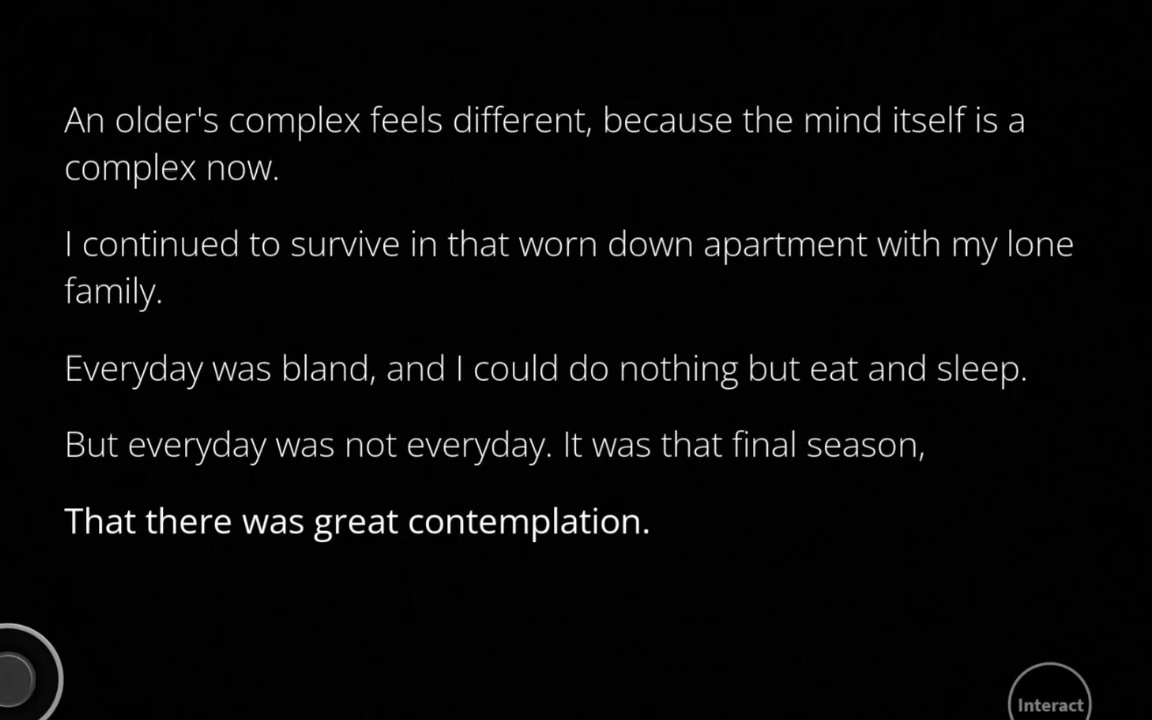 An older's complex feels different, because the mind itself is a
complex now.
I continued to survive in that worn down apartment with my lone
family.
Everyday was bland, and I could do nothing but eat and sleep.
But everyday was not everyday. It was that final season,
That there was great contemplation.
Interact